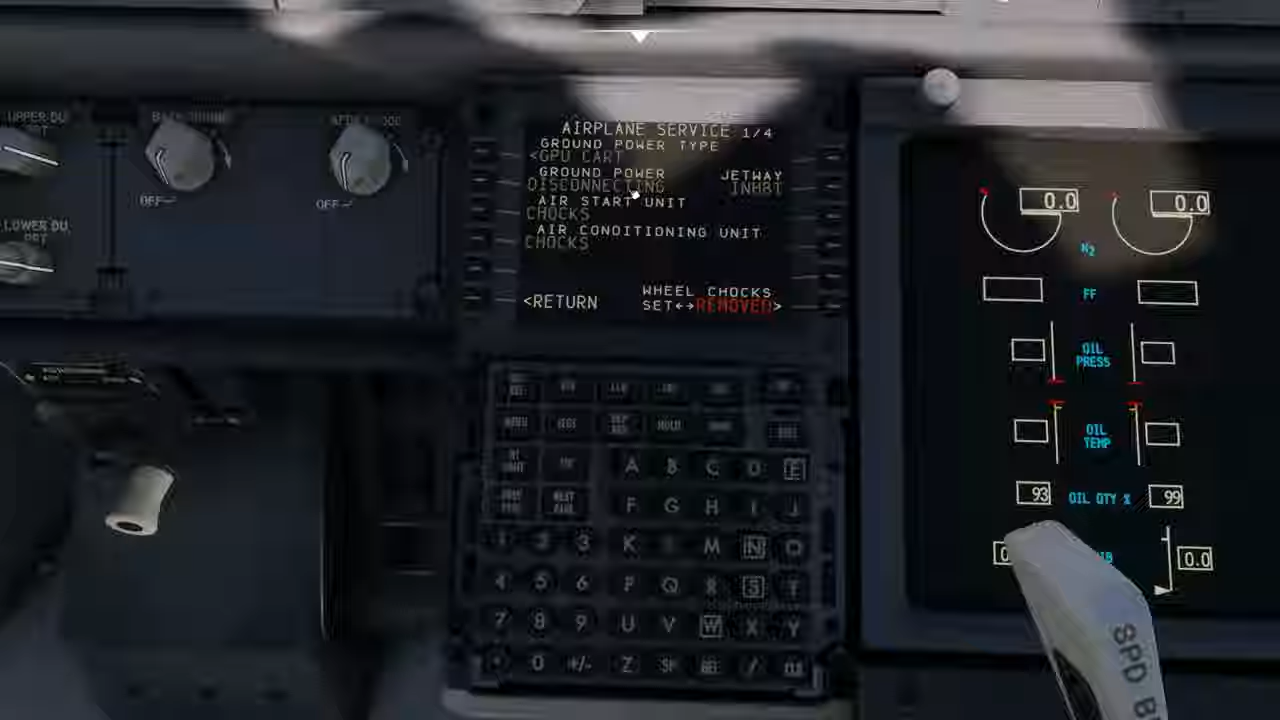 UPPER DU
OFF
OFF
LOWER DU
AIRPLANE SERVICE 1/4
GROUND POWER TYPE
<GPU CART
GROUND POWER JETWAY
DISCONNECTING INHBT
AIR START UNIT
CHOCKS
AIR CONDITIONING UNIT
CHOCKS
WHEEL CHOCKS
<RETURN SET↔REMOVED>
A B C D E
F G H I J
1 2 3 K M N O
4 5 6 P Q R S T
7 8 9 U V W X Y
0 +/- Z SP DEL /
0.0 0.0
N2
FF
OIL
PRESS
OIL
TEMP
93 OIL QTY % 99
0.0
SPD B